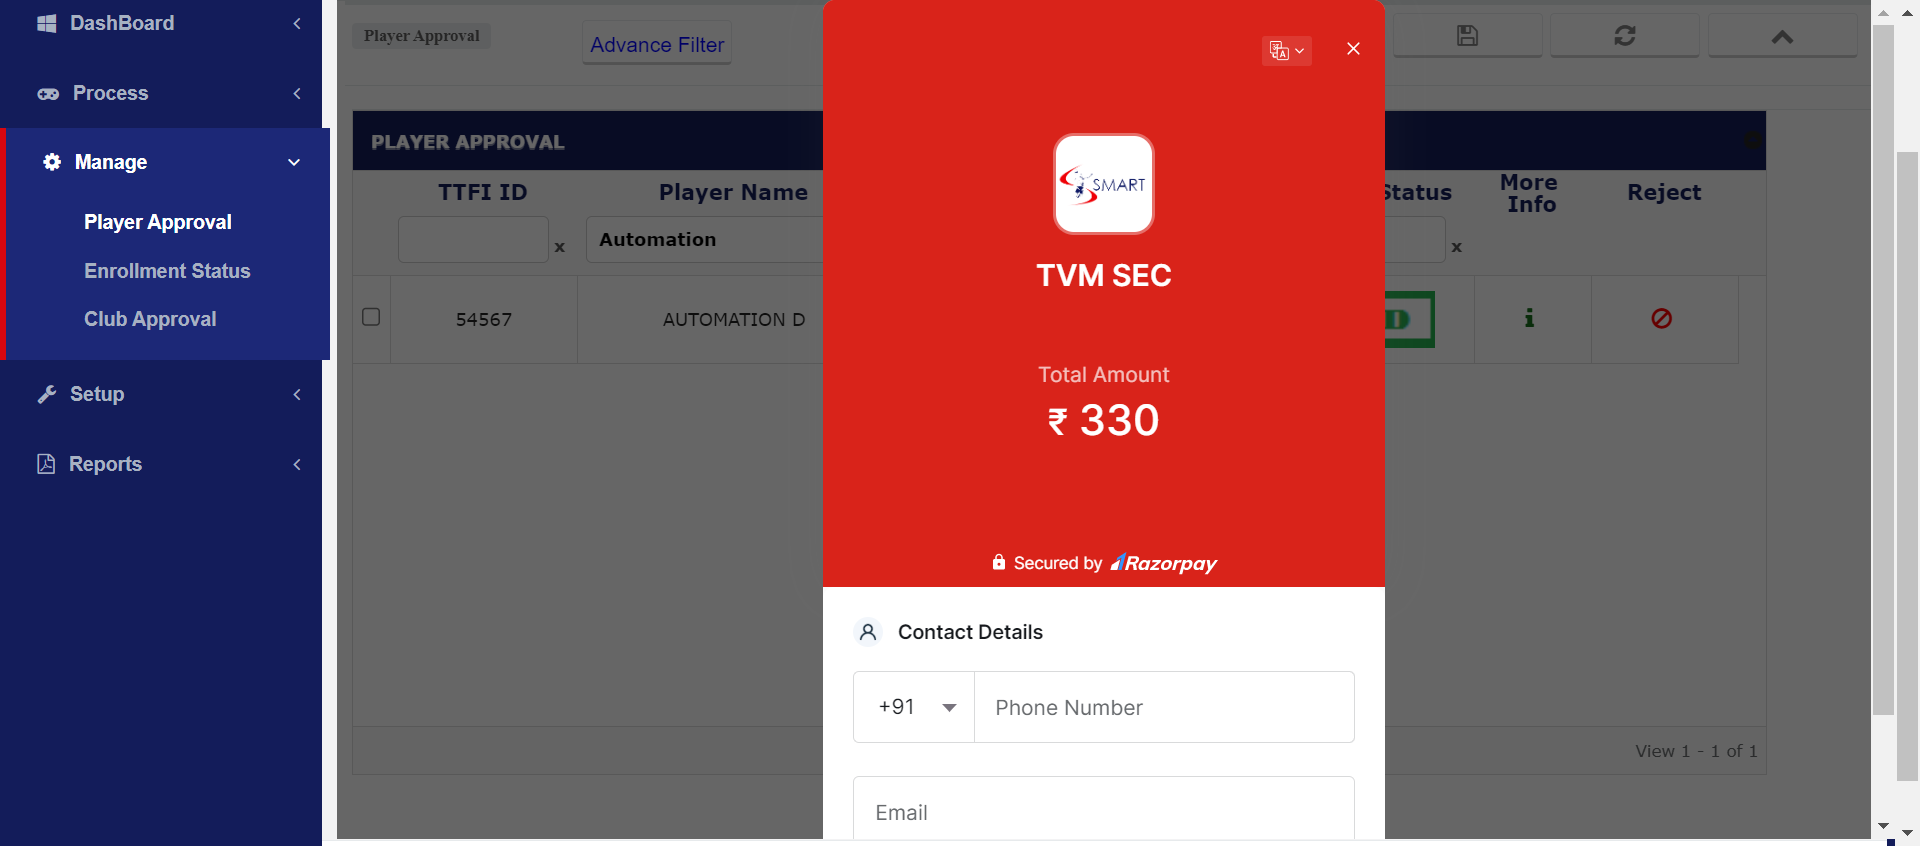 DashBoard
Process
Manage
Player Approval
Enrollment Status
Club Approval
Setup
Reports
Player Approval
Advance Filter
PLAYER APPROVAL
TTFI ID
Player Name
Status
More
Info
Reject
x
Automation
x
54567
AUTOMATION D
D
i
View 1 - 1 of 1
SMART
TVM SEC
Total Amount
₹ 330
Secured by Razorpay
Contact Details
+91
Phone Number
Email